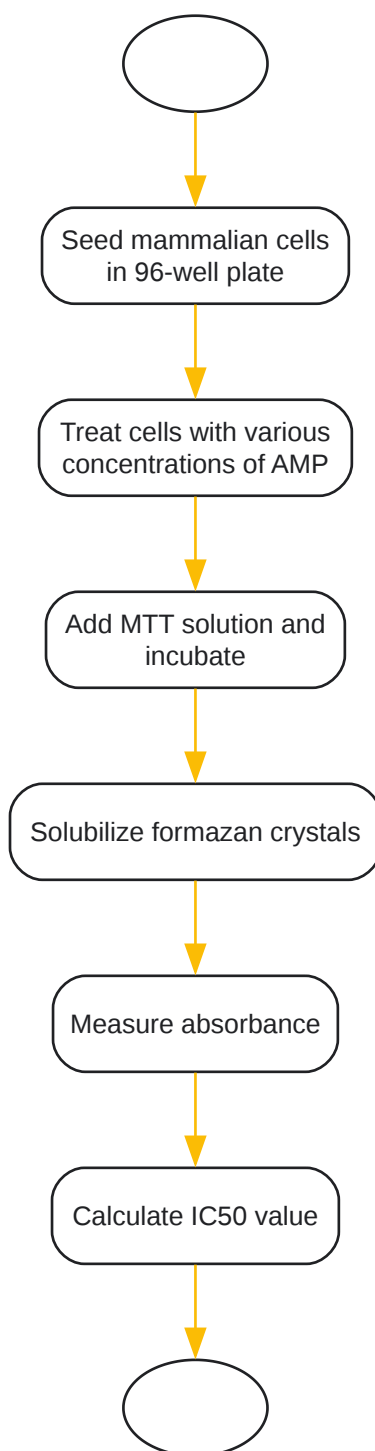 Seed mammalian cells
in 96-well plate
Treat cells with various
concentrations of AMP
Add MTT solution and
incubate
Solubilize formazan crystals
Measure absorbance
Calculate IC50 value